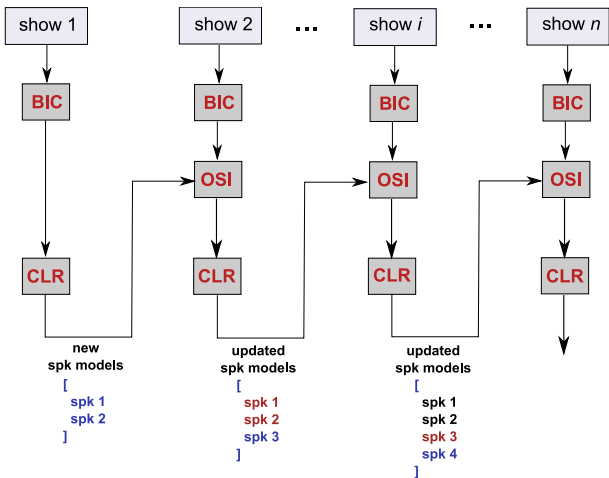 show 1
show 2
...
show i
...
show n
BIC
BIC
BIC
BIC
OSI
OSI
OSI
CLR
CLR
CLR
CLR
new
spk models
[
spk 1
spk 2
]
updated
spk models
[
spk 1
spk 2
spk 3
]
updated
spk models
[
spk 1
spk 2
spk 3
spk 4
]